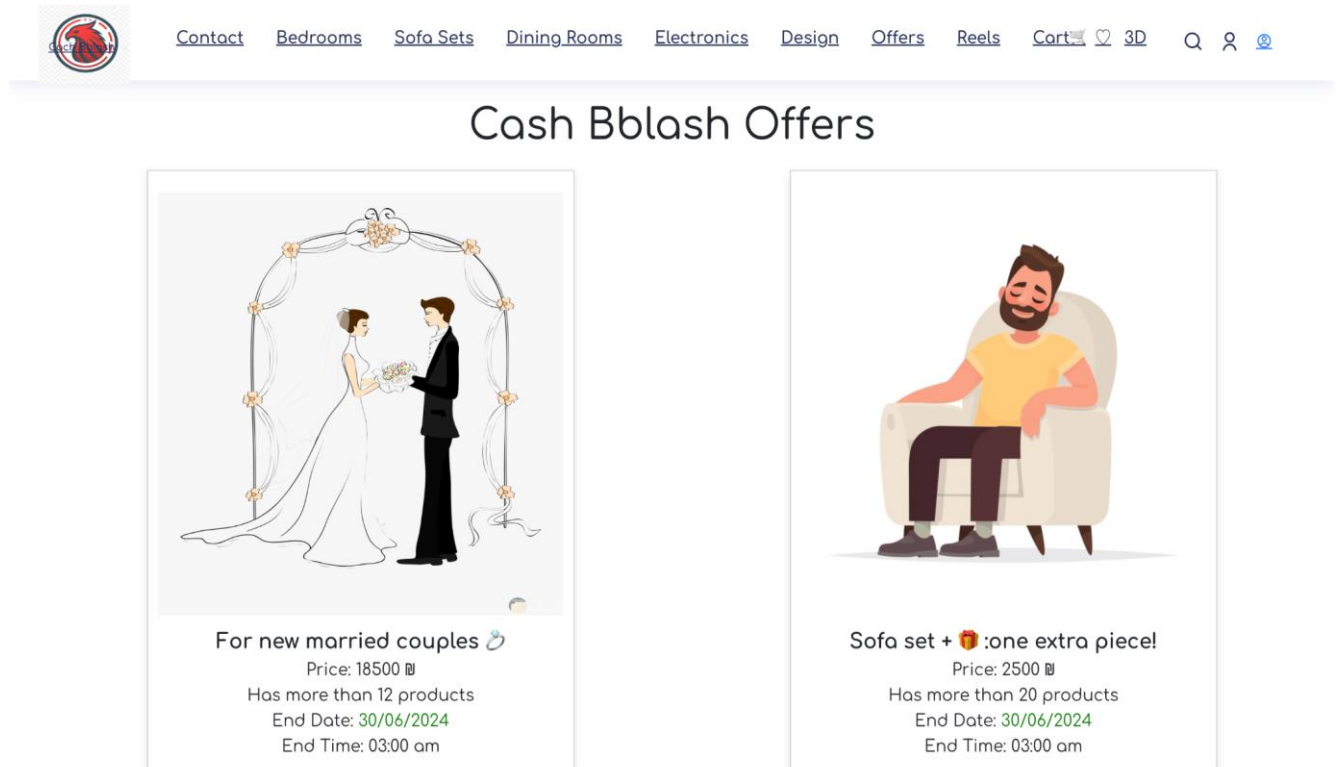 Cach Bblash
Contact Bedrooms Sofa Sets Dining Rooms Electronics Design Offers Reels Cart🛒 ♡ 3D
Cash Bblash Offers
For new married couples 💍
Price: 18500 ₪
Has more than 12 products
End Date: 30/06/2024
End Time: 03:00 am
Sofa set + 🎁 :one extra piece!
Price: 2500 ₪
Has more than 20 products
End Date: 30/06/2024
End Time: 03:00 am